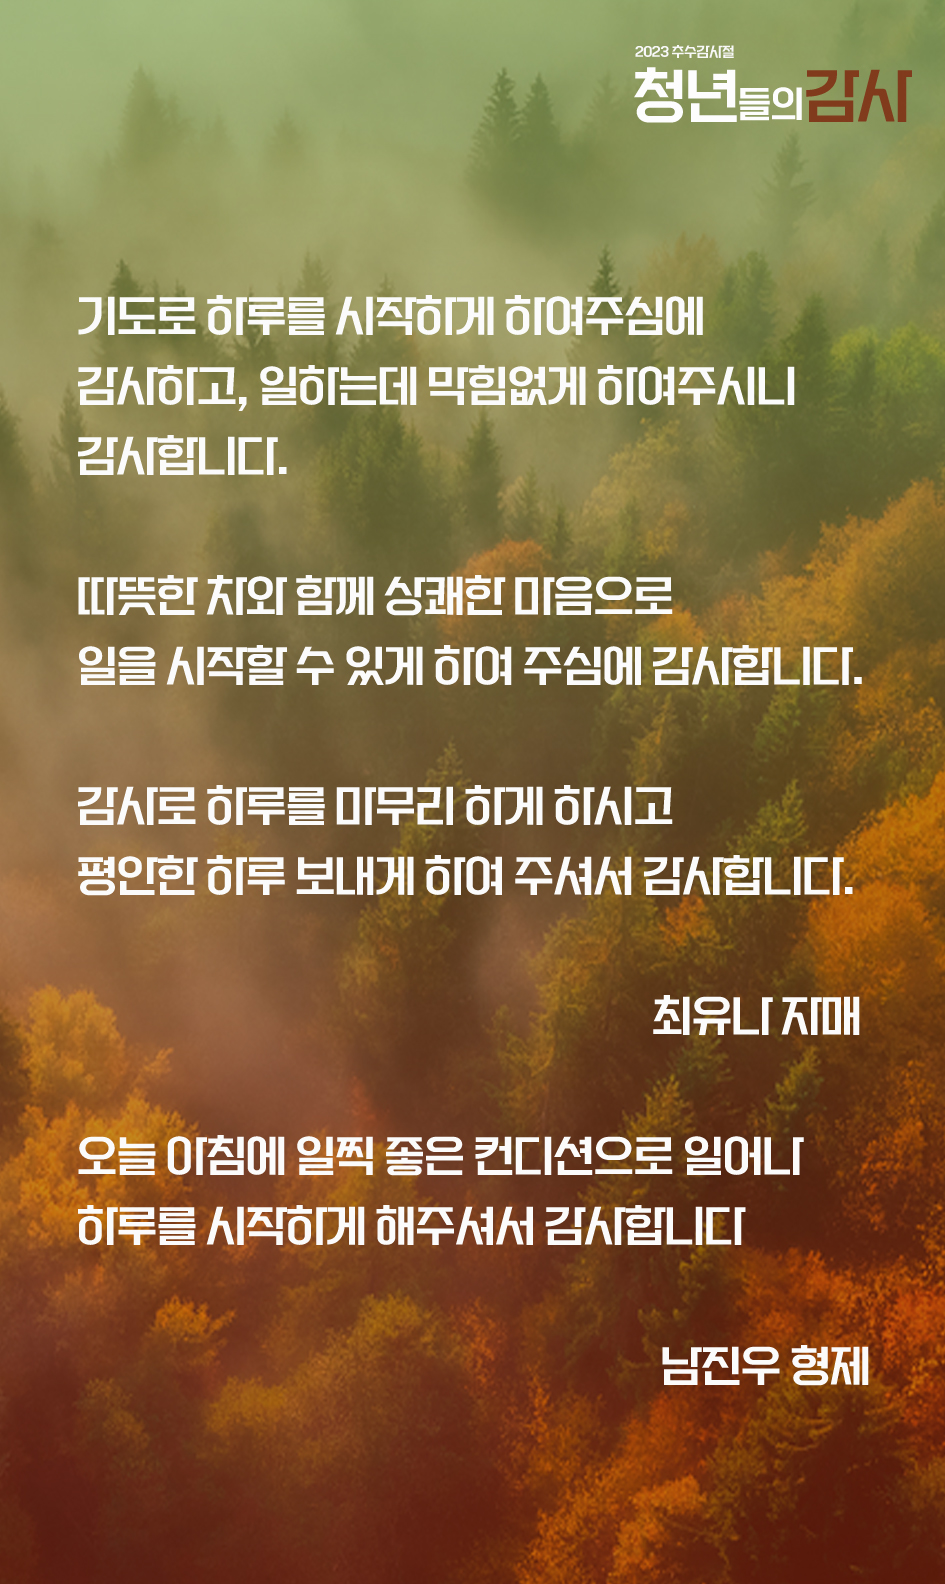 2023 추수감사절
청년들의감사
기도로 하루를 시작하게 하여주심에
감사하고, 일하는데 막힘없게 하여주시니
감사합니다.
따뜻한 차와 함께 상쾌한 마음으로
일을 시작할 수 있게 하여 주심에 감사합니다.
감사로 하루를 마무리 하게 하시고
평안한 하루 보내게 하여 주셔서 감사합니다.
최유나 자매
오늘 아침에 일찍 좋은 컨디션으로 일어나
하루를 시작하게 해주셔서 감사합니다
남진우 형제